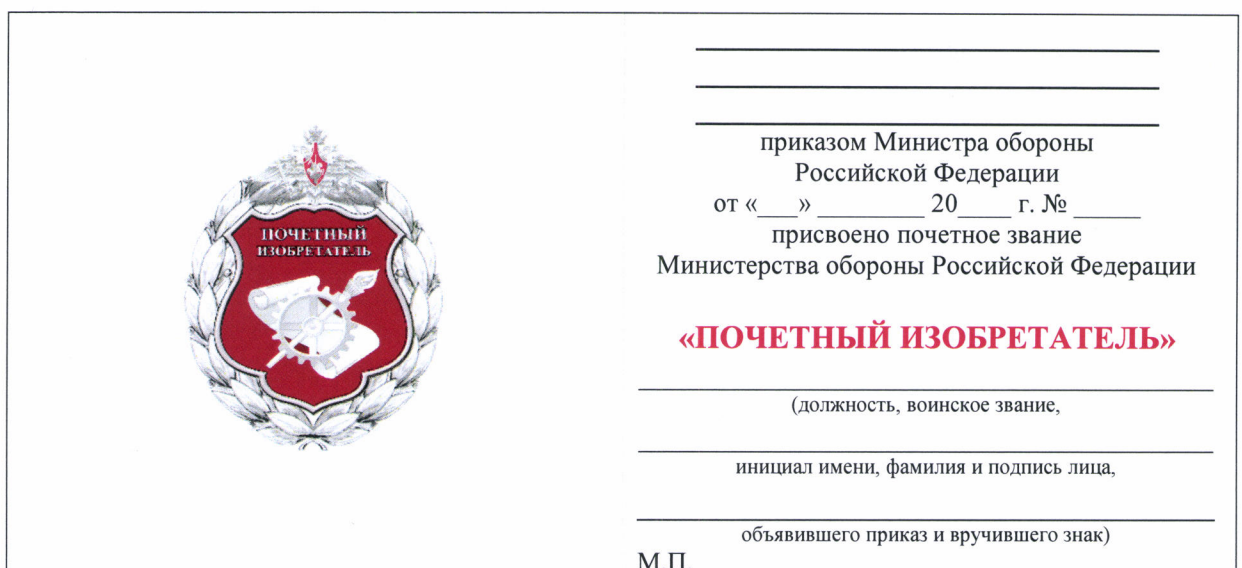 ПОЧЕТНЫЙ
ИЗОБРЕТАТЕЛЬ
приказом Министра обороны
Российской Федерации
от «___» ________ 20____ г. № _____
присвоено почетное звание
Министерства обороны Российской Федерации
«ПОЧЕТНЫЙ ИЗОБРЕТАТЕЛЬ»
(должность, воинское звание,
инициал имени, фамилия и подпись лица,
объявившего приказ и вручившего знак)
М.П.